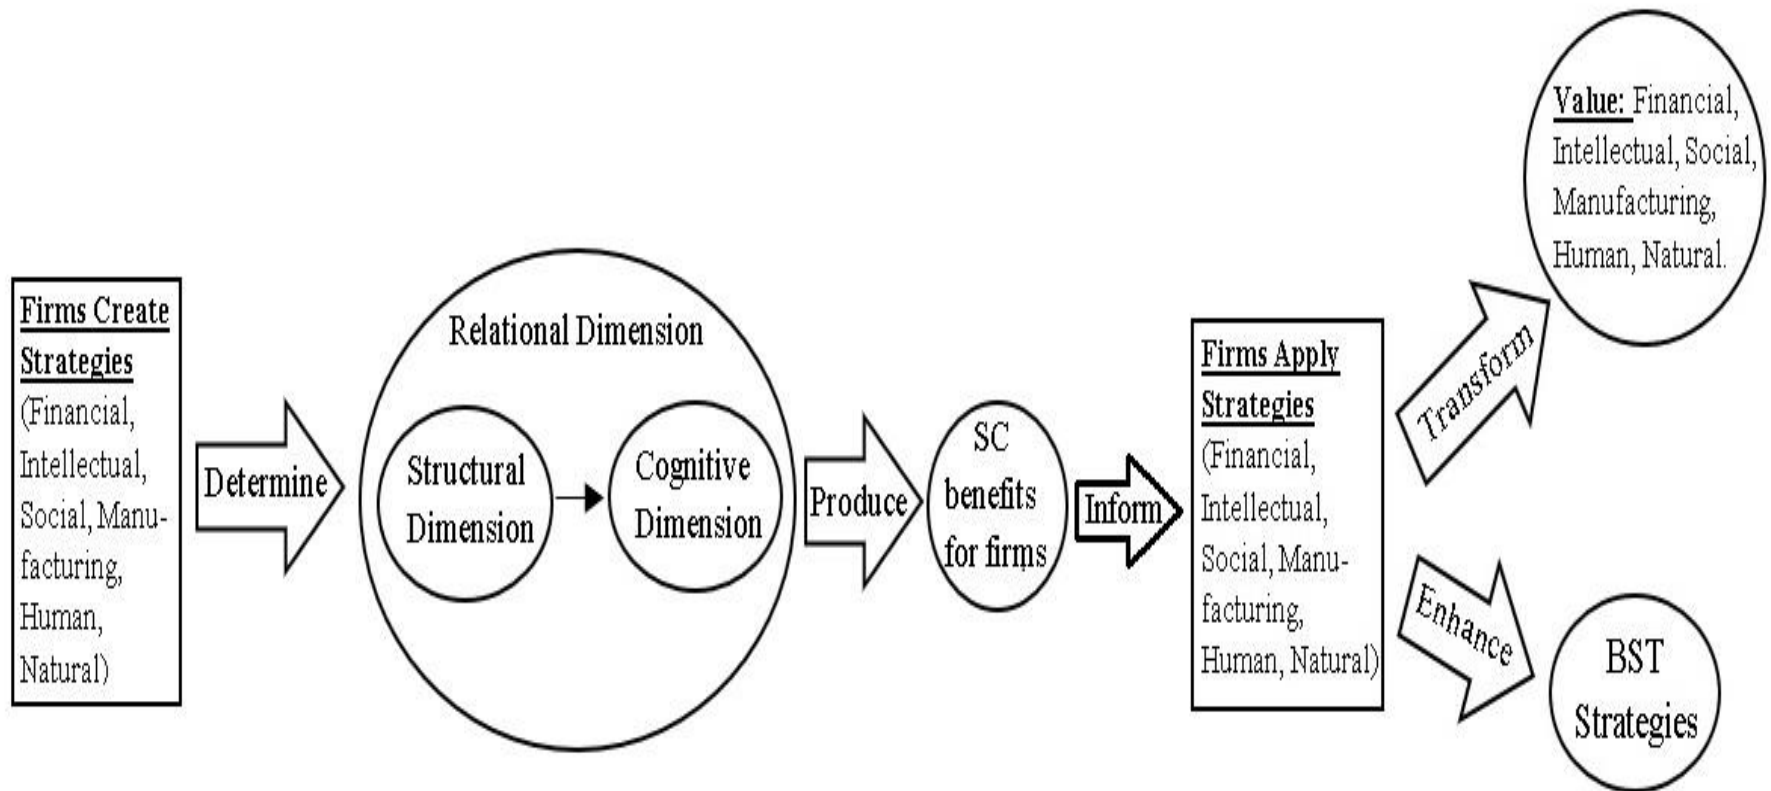 Firms Create
Strategies
(Financial,
Intellectual,
Social, Manu-
facturing,
Human,
Natural)
Determine
Relational Dimension
Structural
Dimension
Cognitive
Dimension
Produce
SC
benefits
for firms
Inform
Firms Apply
Strategies
(Financial,
Intellectual,
Social, Manu-
facturing,
Human, Natural)
Transform
Value: Financial,
Intellectual, Social,
Manufacturing,
Human, Natural.
Enhance
BST
Strategies